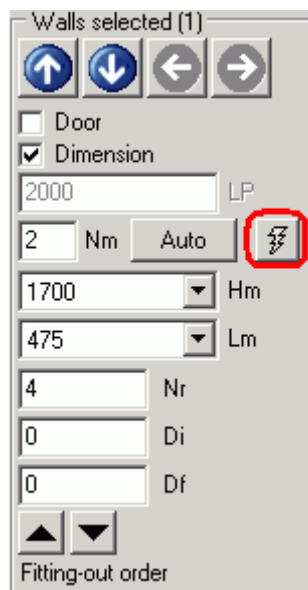 Walls selected (1)
Door
Dimension
2000 LP
2 Nm Auto
1700 Hm
475 Lm
4 Nr
0 Di
0 Df
Fitting-out order